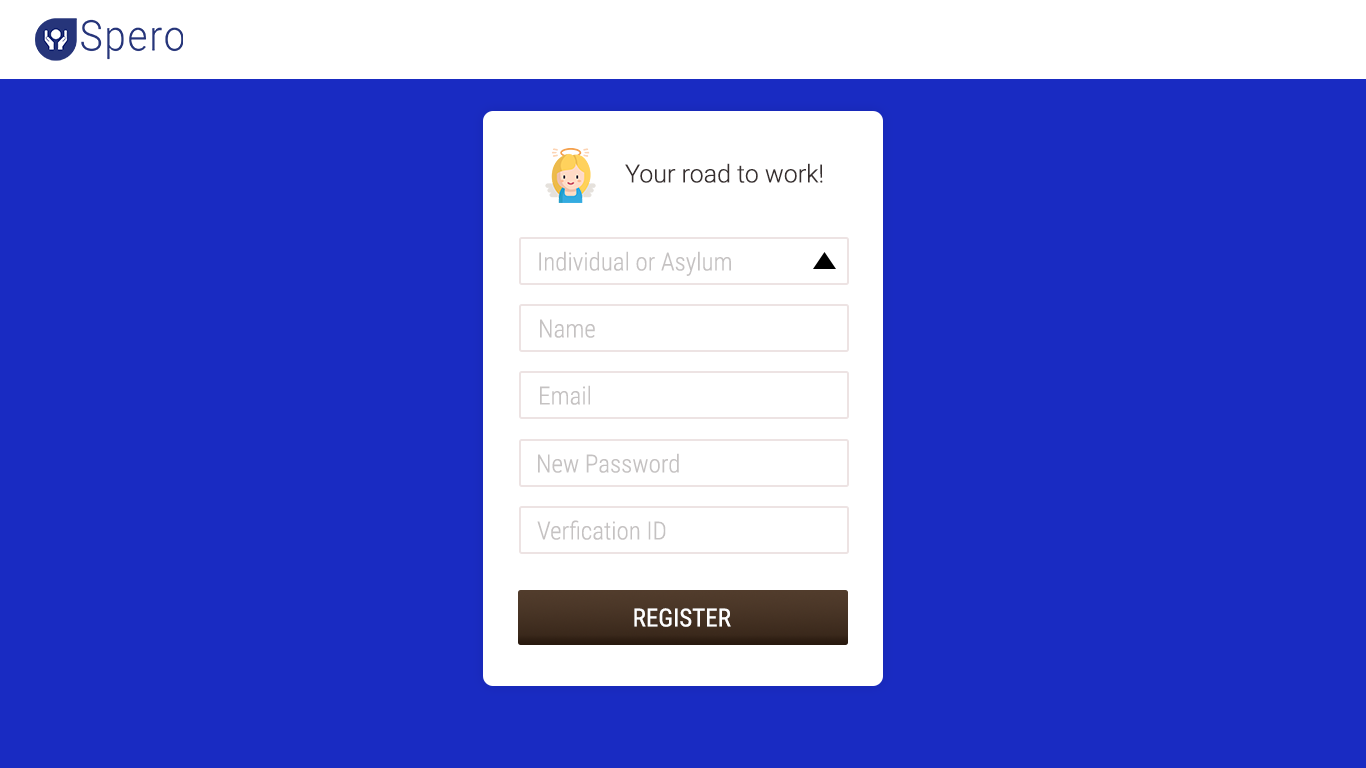 Spero
Your road to work!
Individual or Asylum
Name
Email
New Password
Verfication ID
REGISTER